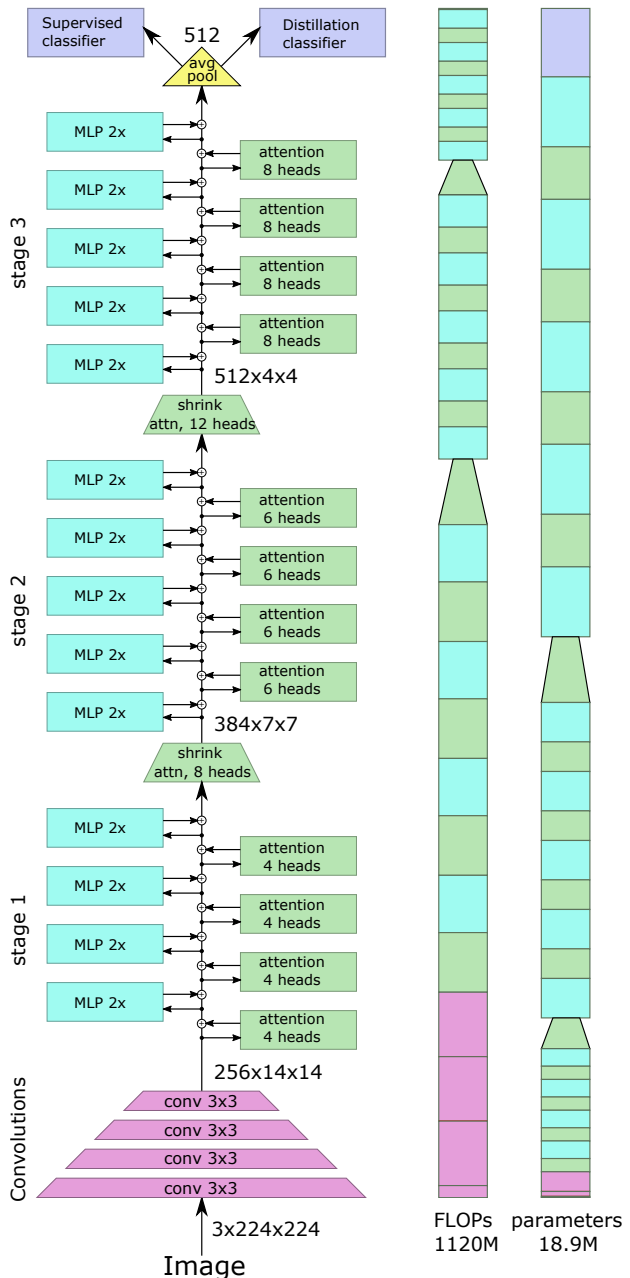 Supervised
classifier
512
Distillation
classifier
avg
pool
MLP 2x
attention
8 heads
MLP 2x
attention
8 heads
MLP 2x
attention
8 heads
MLP 2x
attention
8 heads
MLP 2x
stage 3
512x4x4
shrink
attn, 12 heads
MLP 2x
attention
6 heads
MLP 2x
attention
6 heads
MLP 2x
attention
6 heads
MLP 2x
attention
6 heads
MLP 2x
stage 2
384x7x7
shrink
attn, 8 heads
MLP 2x
attention
4 heads
MLP 2x
attention
4 heads
MLP 2x
attention
4 heads
MLP 2x
attention
4 heads
stage 1
256x14x14
Convolutions
conv 3x3
conv 3x3
conv 3x3
conv 3x3
3x224x224
Image
FLOPs
1120M
parameters
18.9M